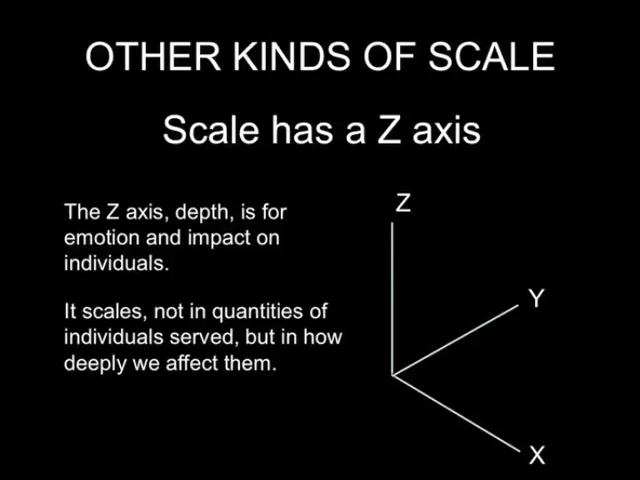 OTHER KINDS OF SCALE
Scale has a Z axis
The Z axis, depth, is for
emotion and impact on
individuals.
It scales, not in quantities of
individuals served, but in how
deeply we affect them.
Z
Y
X